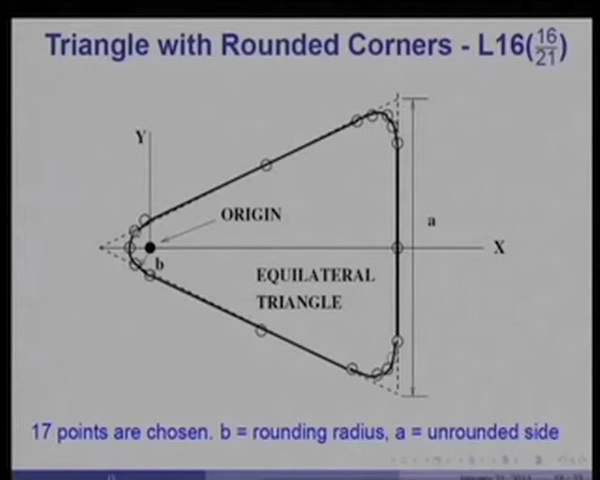 Triangle with Rounded Corners - L16(16/21)
Y
ORIGIN
a
X
b
EQUILATERAL
TRIANGLE
17 points are chosen. b = rounding radius, a = unrounded side